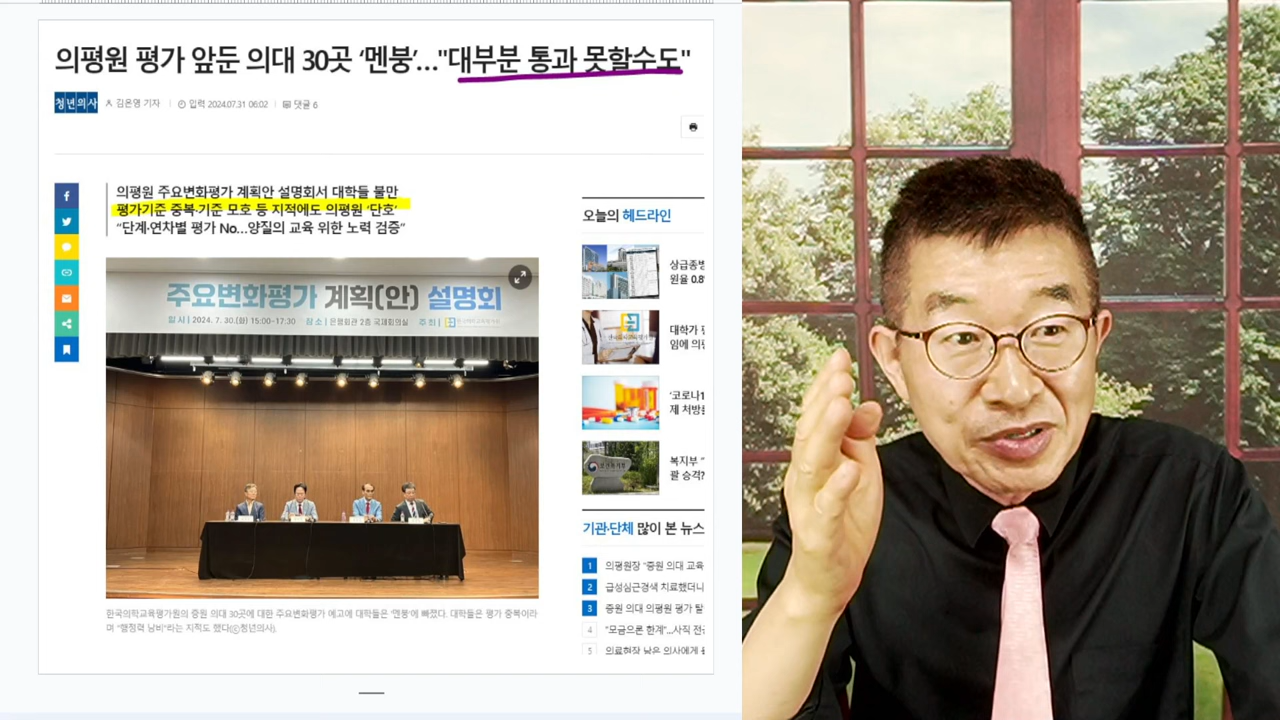 의평원 평가 앞둔 의대 30곳 ‘멘붕’…"대부분 통과 못할수도"
청년의사 김은영 기자 입력 2024.07.31 06:02 댓글 6
의평원 주요변화평가 계획안 설명회서 대학들 불만
평가기준 중복·기준 모호 등 지적에도 의평원 ‘단호’
“단계·연차별 평가 No…양질의 교육 위한 노력 검증”
주요변화평가 계획(안) 설명회
일 시 | 2024. 7. 30.(화) 15:00-17:30 장 소 | 은행회관 2층 국제회의실 주 최 |
한국의학교육평가원의 증원 의대 30곳에 대한 주요변화평가 예고에 대학들은 ‘멘붕’에 빠졌다. 대학들은 평가 중복이라
며 “행정력 낭비”라는 지적도 했다(ⓒ청년의사).
오늘의 헤드라인
상급종병
원율 0.8
대학가 
임에 의
‘코로나1
제 처방
복지부 “
괄 승격?
기관·단체 많이 본 뉴스
1 의평원장 “증원 의대 교육
2 급성심근경색 치료했더니
3 증원 의대 의평원 평가 탈
4 “모금으론 한계”…사직 전
5 의료현장 낮은 의사에게